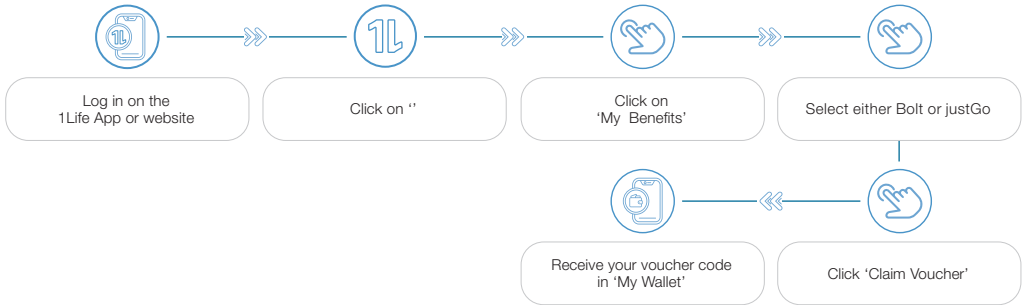 Log in on the
1Life App or website
Click on ‘’
Click on
‘My Benefits’
Select either Bolt or justGo
Click ‘Claim Voucher’
Receive your voucher code
in ‘My Wallet’